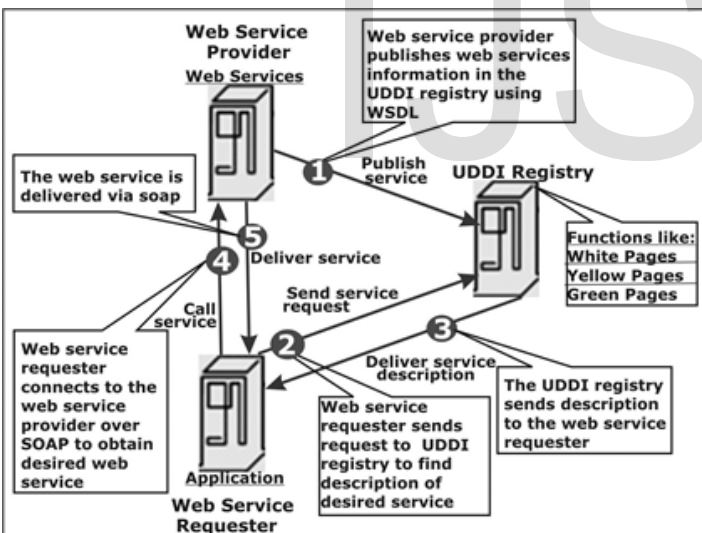 Web Service
Provider
Web Services
Web service provider
publishes web services
information in the
UDDI registry using
WSDL
1
Publish
service
UDDI Registry
The web service is
delivered via soap
Functions like:
White Pages
Yellow Pages
Green Pages
5
Deliver service
4
Call
service
Send service
request
2
3
Deliver service
description
Web service
requester
connects to the
web service
provider over
SOAP to obtain
desired web
service
Web service
requester sends
request to UDDI
registry to find
description of
desired service
The UDDI registry
sends description
to the web service
requester
Application
Web Service
Requester